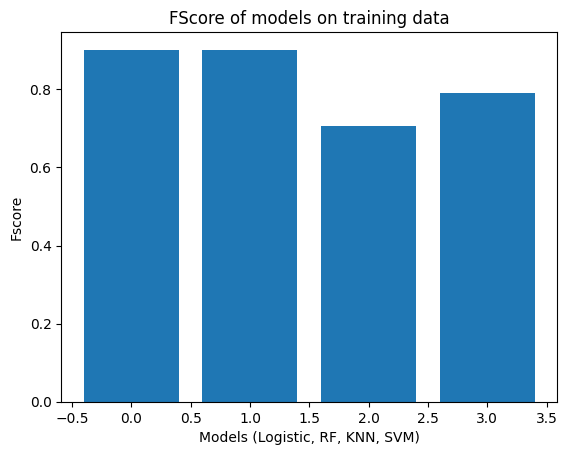 FScore of models on training data
Fscore
0.8
0.6
0.4
0.2
0.0
−0.5 0.0 0.5 1.0 1.5 2.0 2.5 3.0 3.5
Models (Logistic, RF, KNN, SVM)